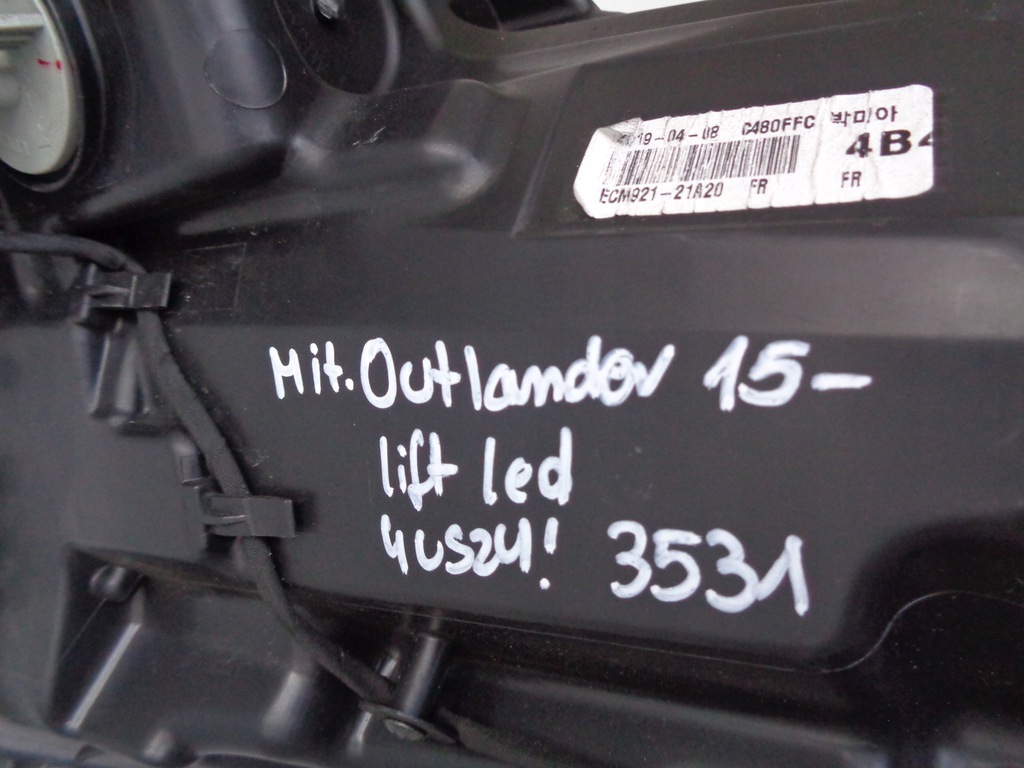 19-04-08 C480FFC 박미아
4B4
ECM921-21A20 FR FR
Mit. Outlander 15-
lift led
4USZY! 3531